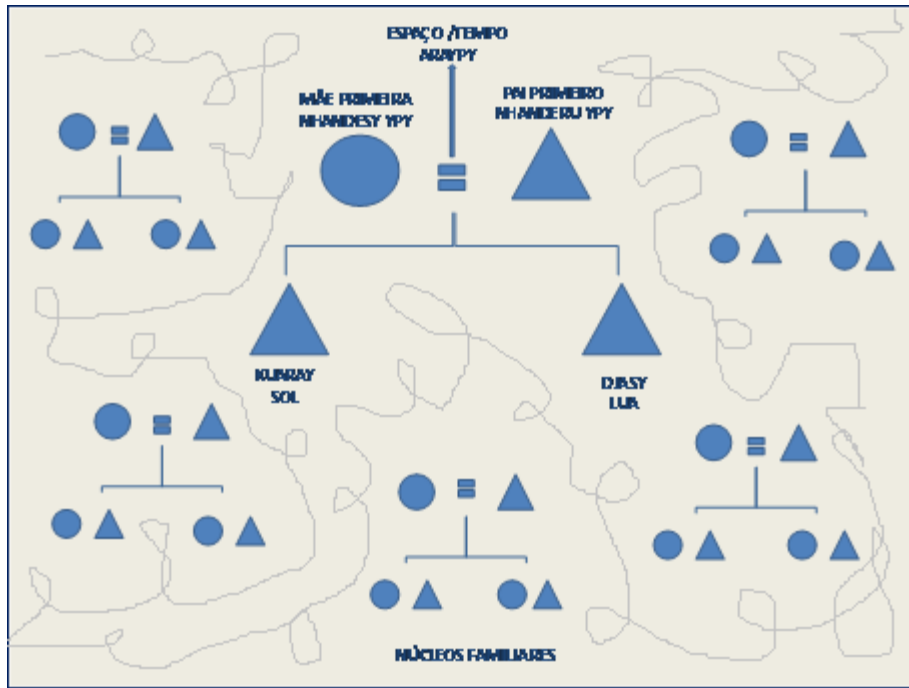 ESPAÇO /TEMPO
ARAYPY
MÃE PRIMEIRA
NHANDESY YPY
PAI PRIMEIRO
NHANDERU YPY
KUARAY
SOL
DJASY
LUA
NÚCLEOS FAMILIARES